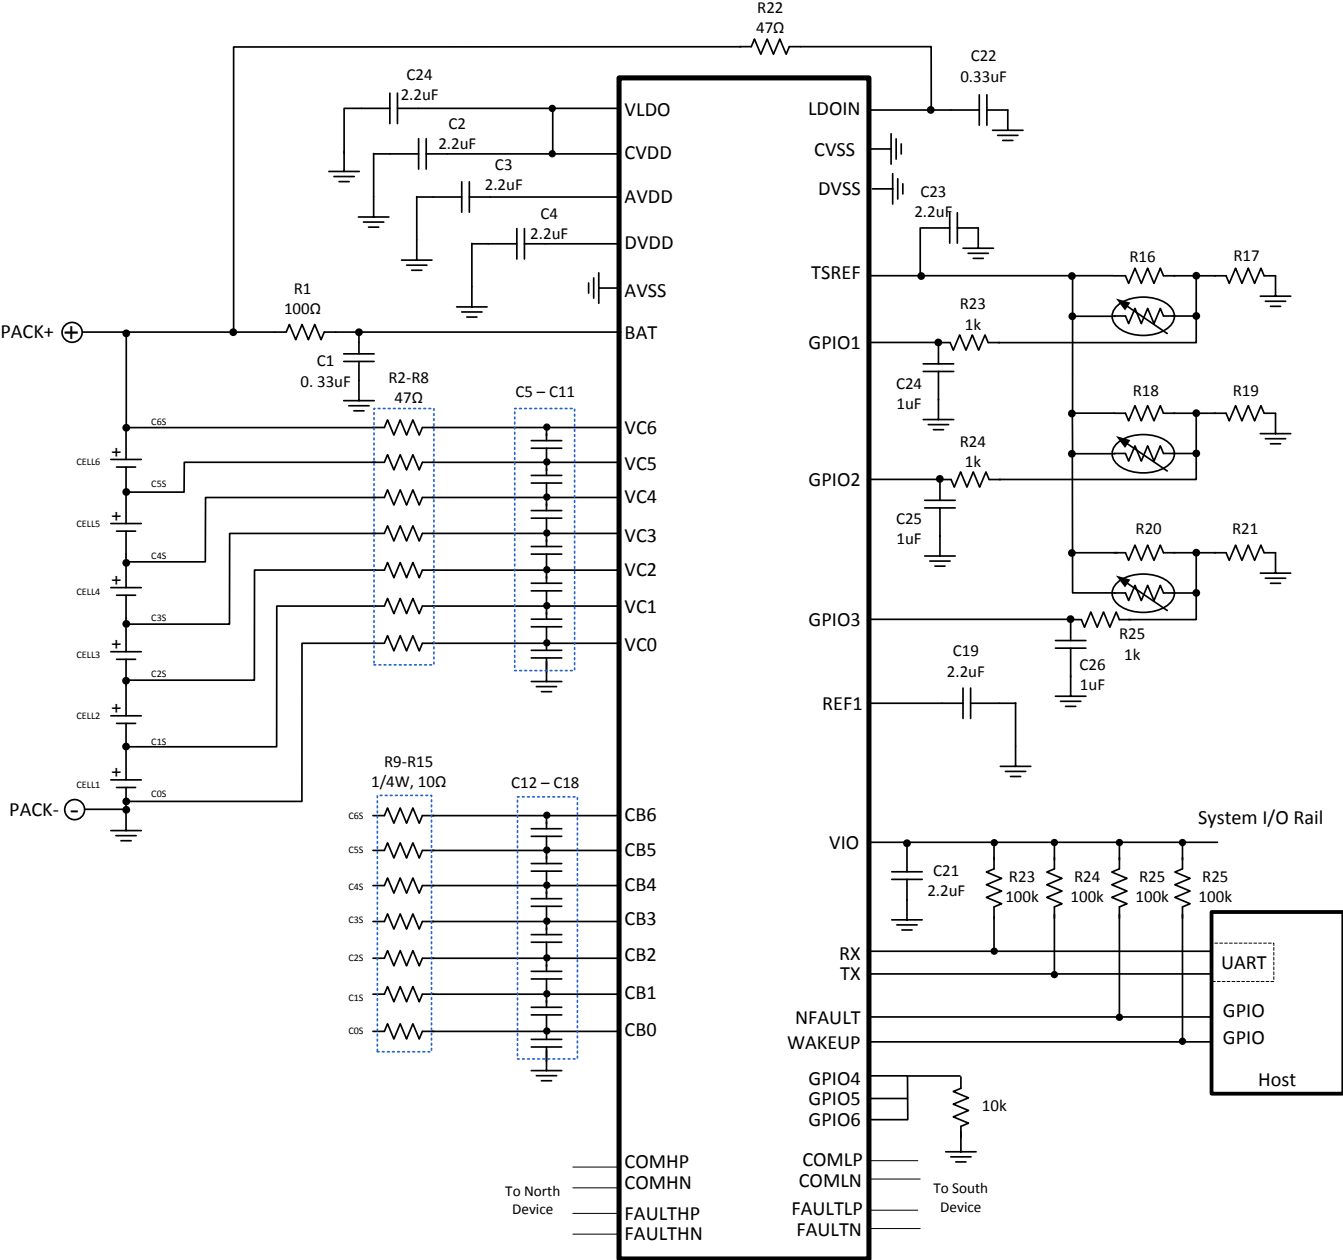 R22
47Ω
C24
2.2uF
C22
0.33uF
VLDO
LDOIN
C2
2.2uF
CVDD
CVSS
C3
2.2uF
AVDD
DVSS
C4
2.2uF
DVDD
C23
2.2uF
TSREF
R16
R17
AVSS
R1
100Ω
PACK+
BAT
C1
0. 33uF
R23
1k
GPIO1
C24
1uF
R2-R8
47Ω
C5 – C11
R18
R19
C6S
VC6
CELL6
+
C5S
VC5
R24
1k
GPIO2
C25
1uF
VC4
CELL5
+
C4S
VC3
R20
R21
CELL4
+
C3S
VC2
VC1
GPIO3
R25
1k
C26
1uF
CELL3
+
C2S
VC0
C19
2.2uF
REF1
CELL2
+
C1S
CELL1
+
C0S
PACK-
-
R9-R15
1/4W, 10Ω
C12 – C18
C6S
CB6
C5S
CB5
C4S
CB4
C3S
CB3
C2S
CB2
C1S
CB1
C0S
CB0
System I/O Rail
VIO
C21
2.2uF
R23
100k
R24
100k
R25
100k
R25
100k
RX
TX
UART
NFAULT
GPIO
WAKEUP
GPIO
Host
GPIO4
GPIO5
GPIO6
10k
COMHP
COMHN
To North
Device
FAULTHP
FAULTHN
COMLP
COMLN
To South
Device
FAULTLP
FAULTN